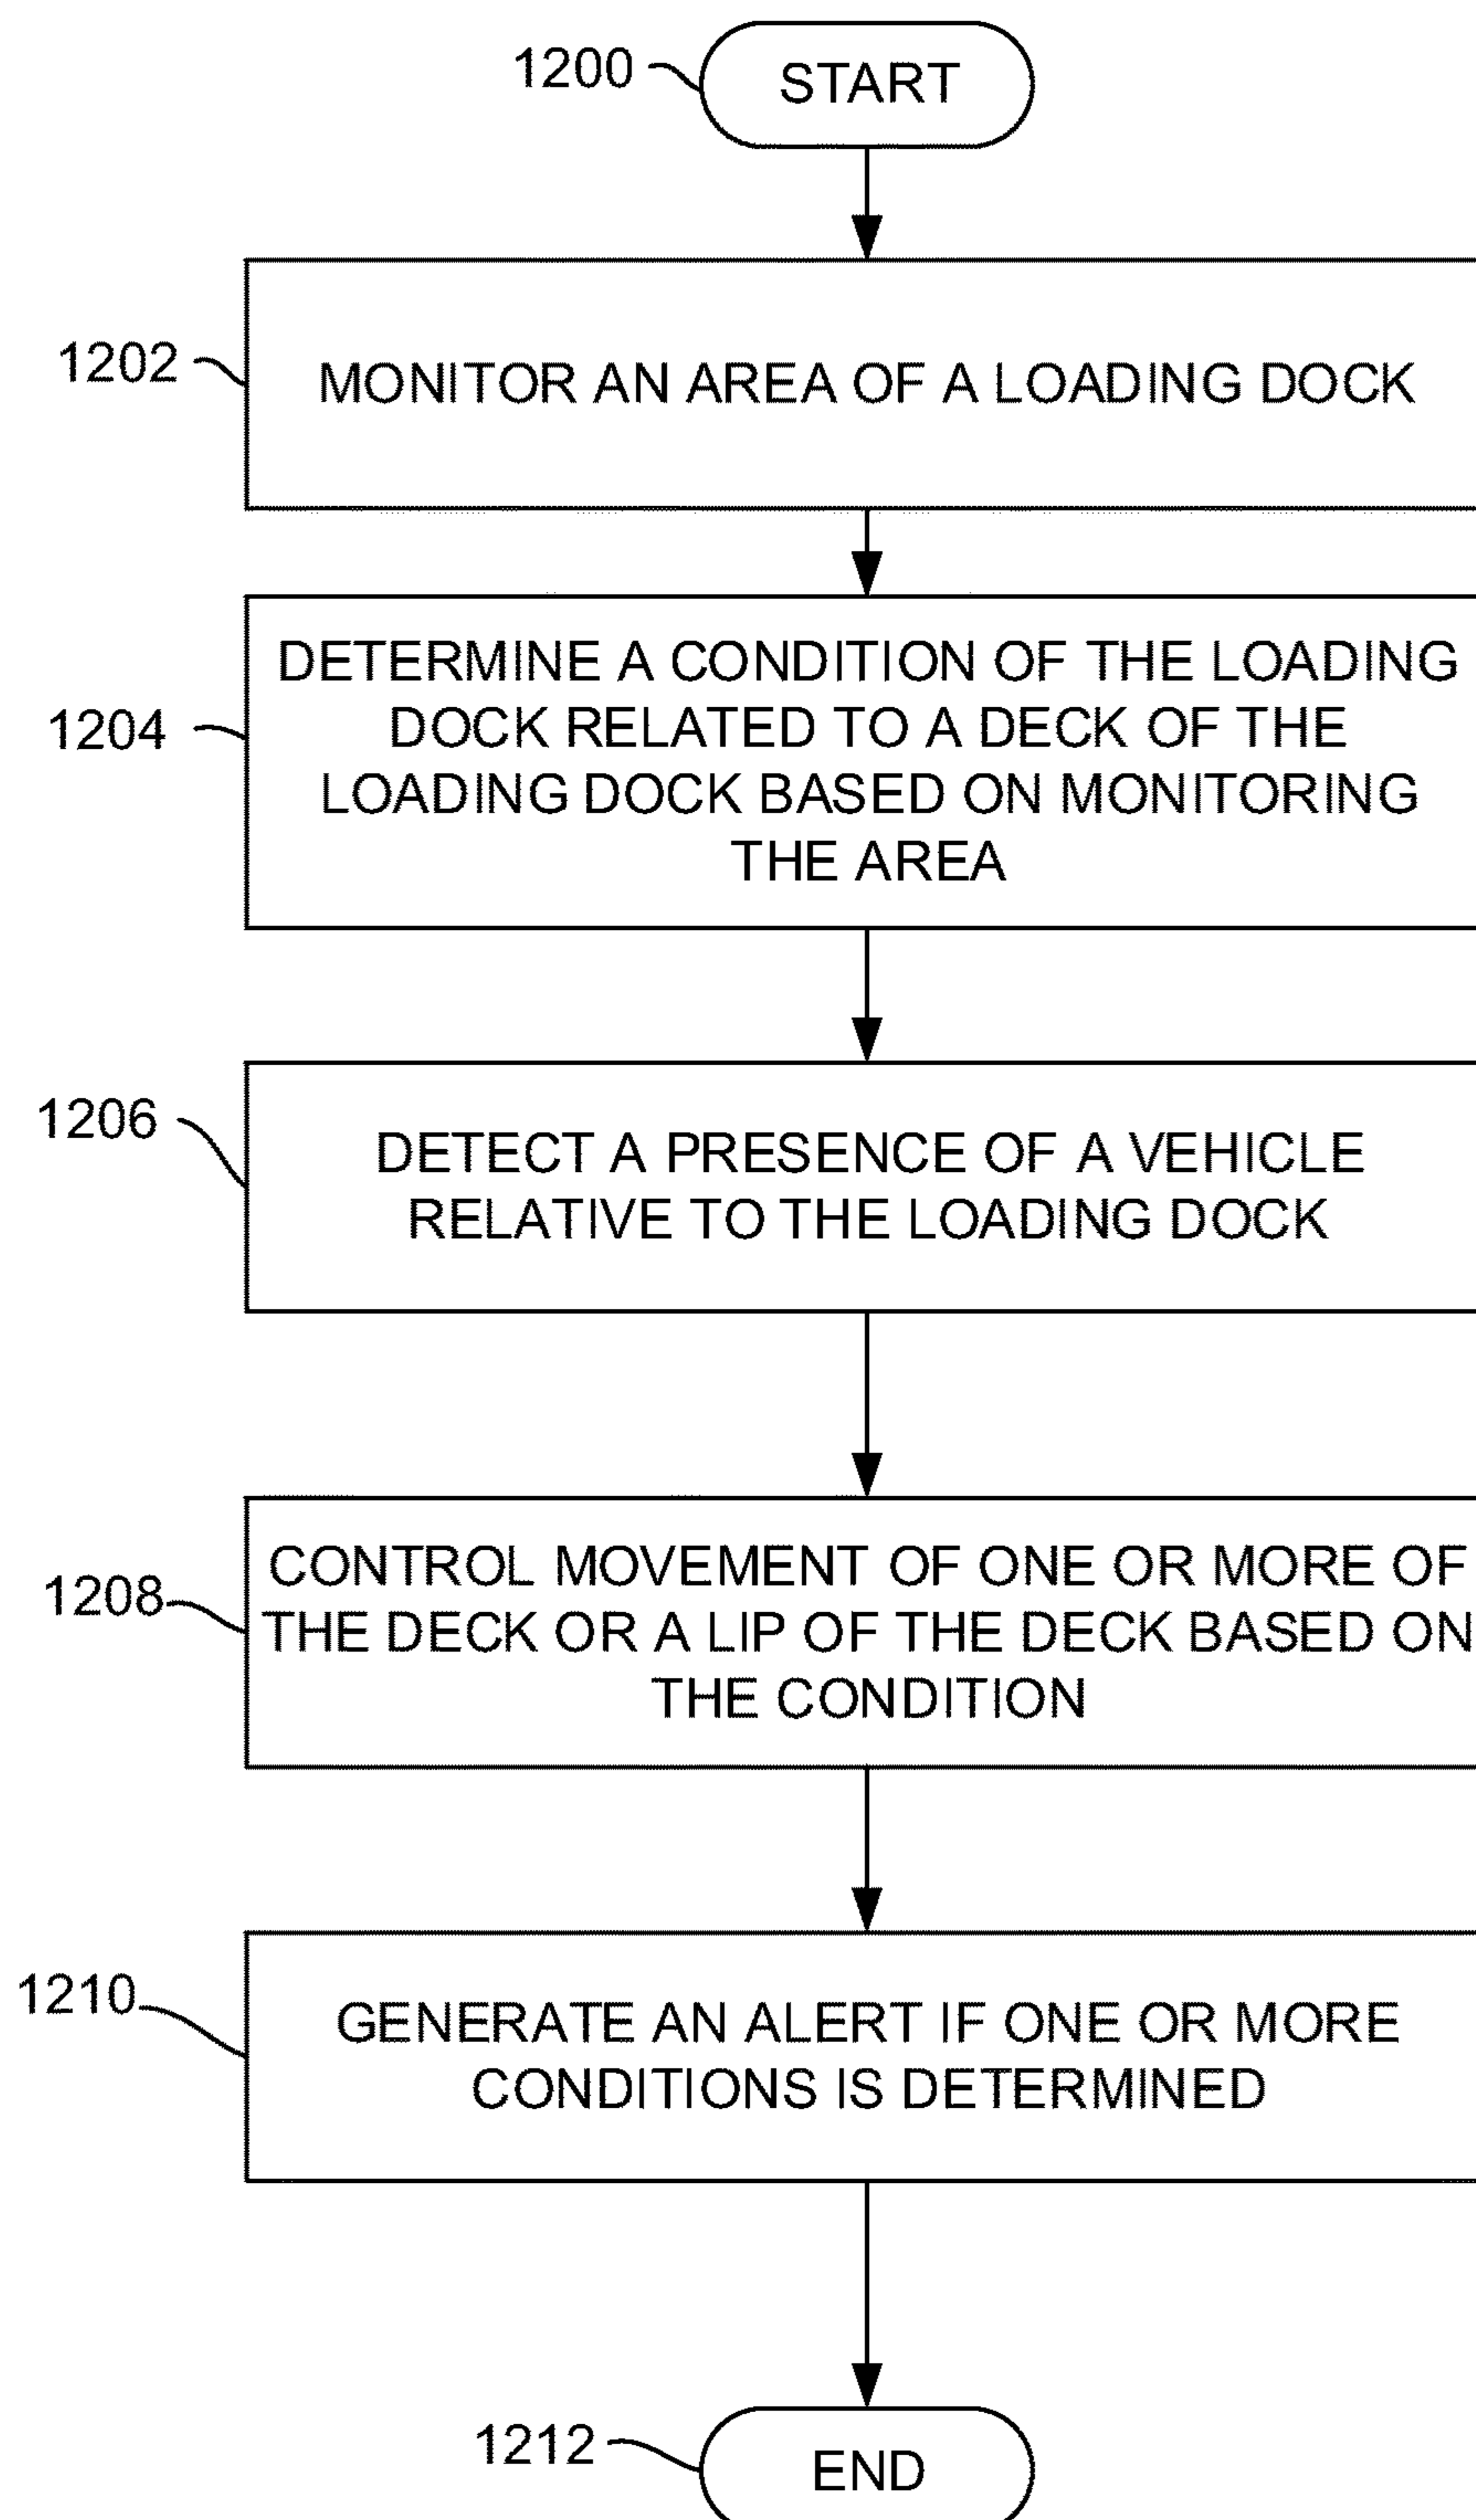 1200
START
1202
MONITOR AN AREA OF A LOADING DOCK
1204
DETERMINE A CONDITION OF THE LOADING
DOCK RELATED TO A DECK OF THE
LOADING DOCK BASED ON MONITORING
THE AREA
1206
DETECT A PRESENCE OF A VEHICLE
RELATIVE TO THE LOADING DOCK
1208
CONTROL MOVEMENT OF ONE OR MORE OF
THE DECK OR A LIP OF THE DECK BASED ON
THE CONDITION
1210
GENERATE AN ALERT IF ONE OR MORE
CONDITIONS IS DETERMINED
1212
END